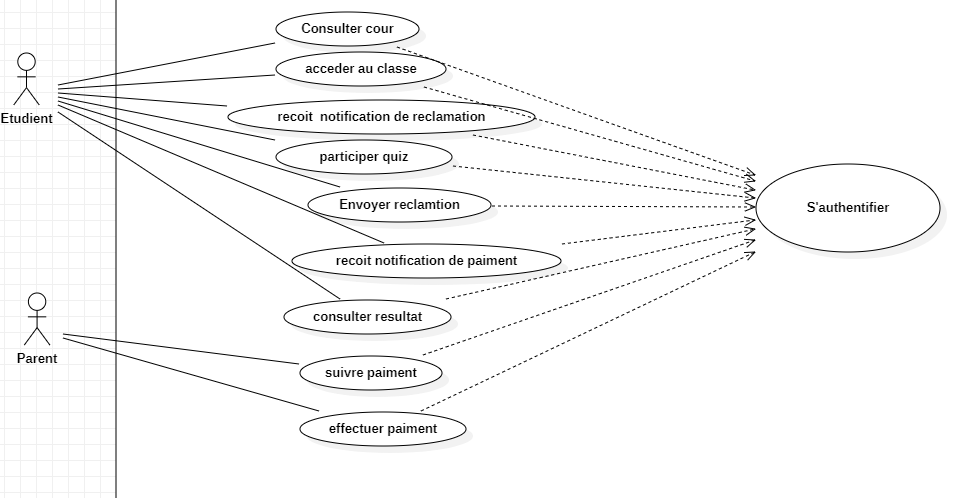 Consulter cour
acceder au classe
Etudient
recoit  notification de reclamation
participer quiz
Envoyer reclamtion
S'authentifier
recoit notification de paiment
consulter resultat
Parent
suivre paiment
effectuer paiment